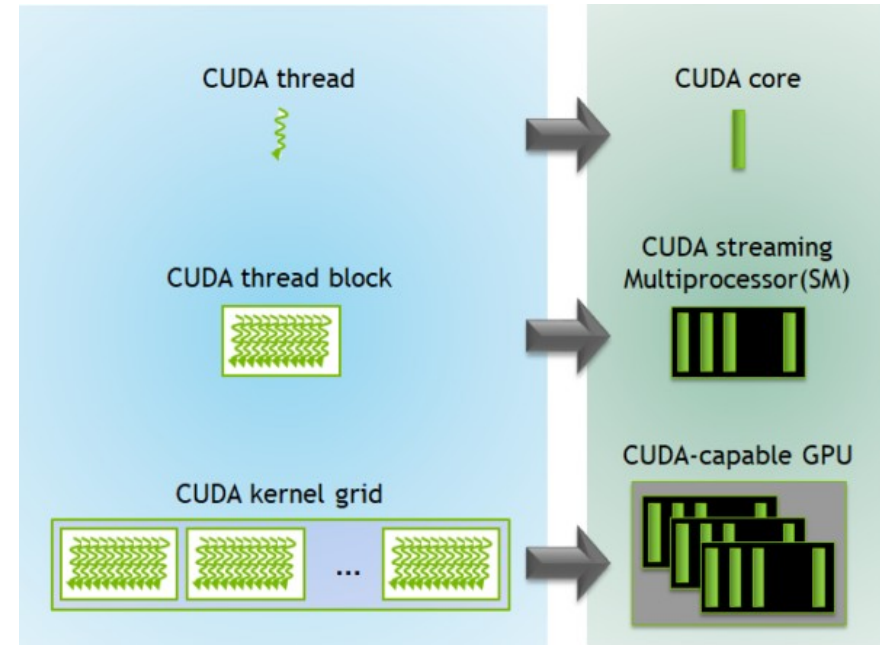 CUDA thread
CUDA core
CUDA thread block
CUDA streaming
Multiprocessor(SM)
CUDA kernel grid
...
CUDA-capable GPU